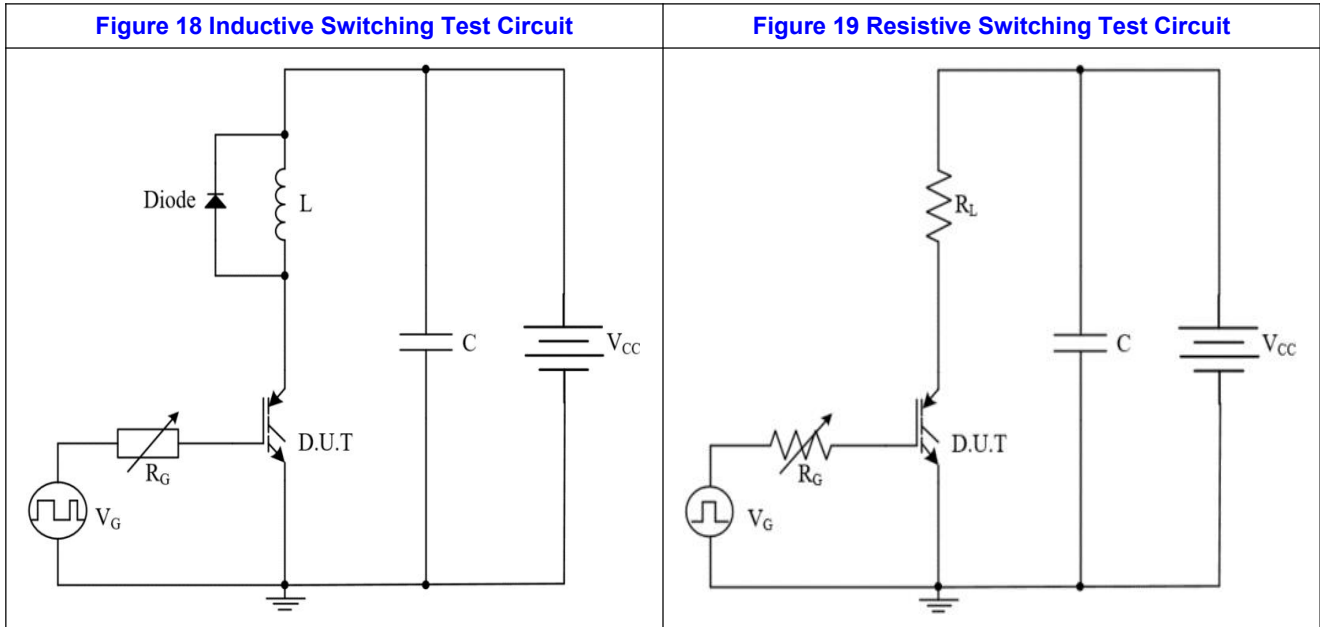 Figure 18 Inductive Switching Test Circuit
Figure 19 Resistive Switching Test Circuit
Diode
L
C
VCC
D.U.T
RG
VG
RL
C
VCC
D.U.T
RG
VG